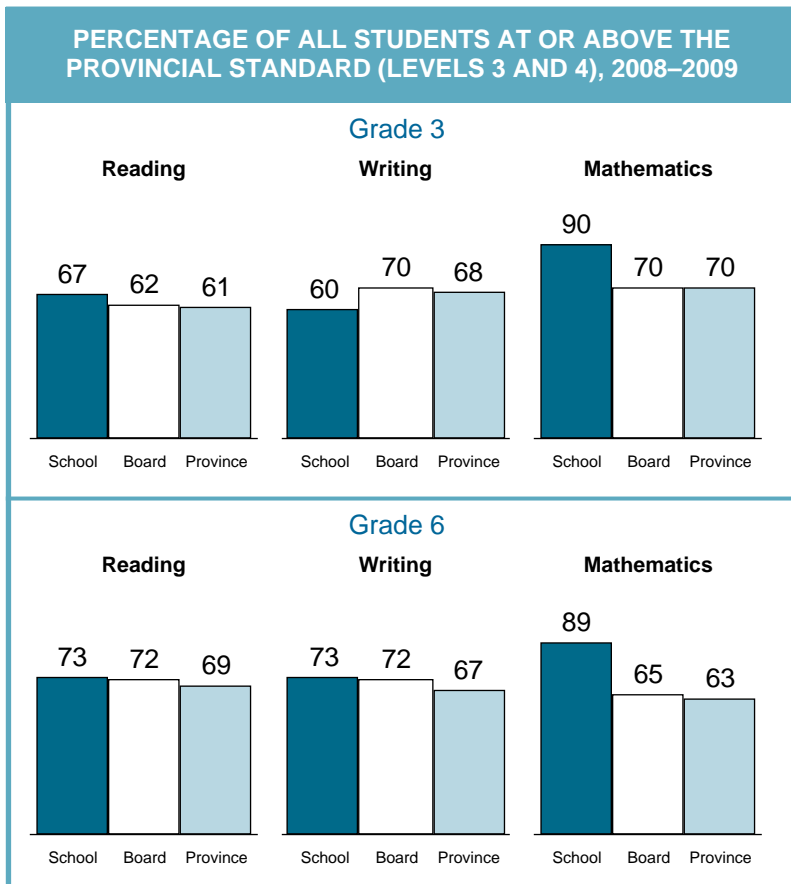 PERCENTAGE OF ALL STUDENTS AT OR ABOVE THE
PROVINCIAL STANDARD (LEVELS 3 AND 4), 2008–2009
Grade 3
Reading Writing Mathematics
67 62 61 60 70 68 90 70 70
School Board Province School Board Province School Board Province
Grade 6
Reading Writing Mathematics
73 72 69 73 72 67 89 65 63
School Board Province School Board Province School Board Province